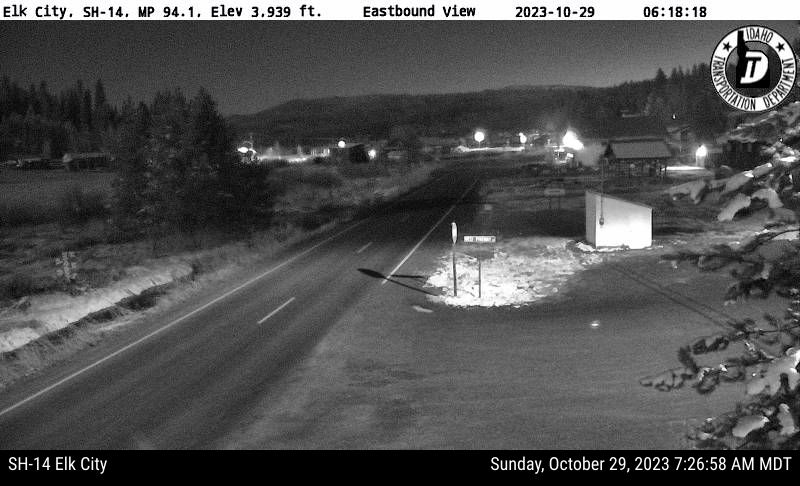 Elk City, SH-14, MP 94.1, Elev 3,939 ft. Eastbound View 2023-10-29 06:18:18
IDAHO
TRANSPORTATION DEPARTMENT
SH-14 Elk City Sunday, October 29, 2023 7:26:58 AM MDT